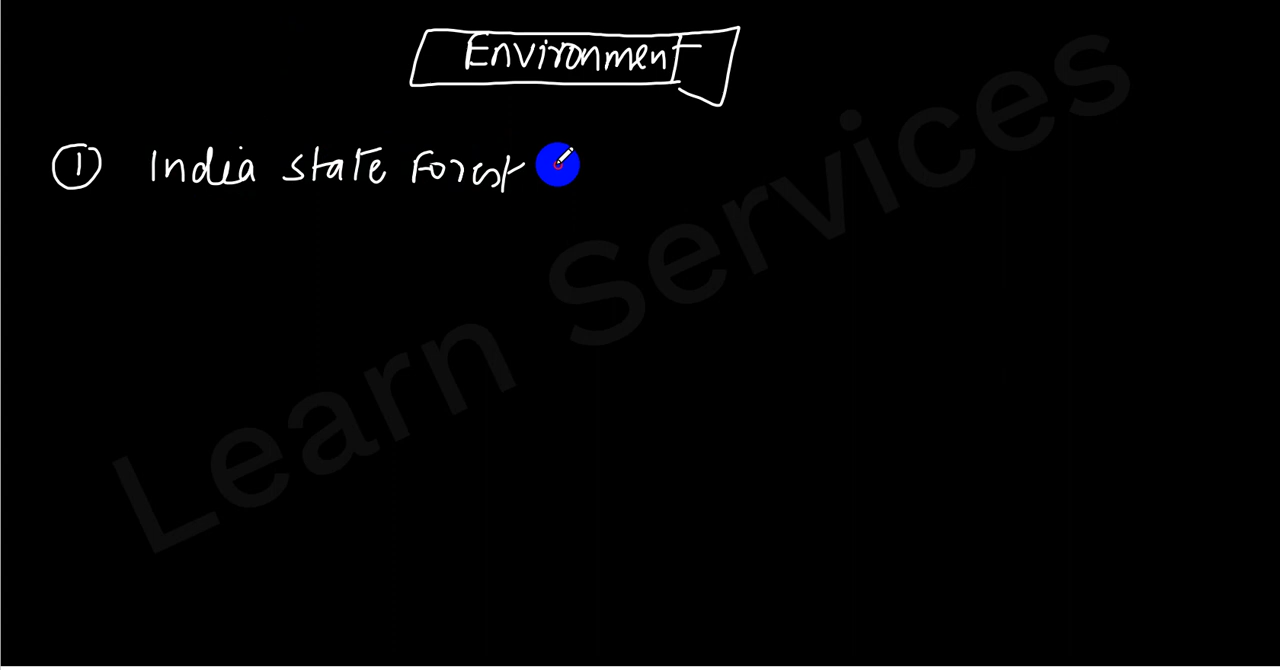 Environment
① India state Forest
Learn Services